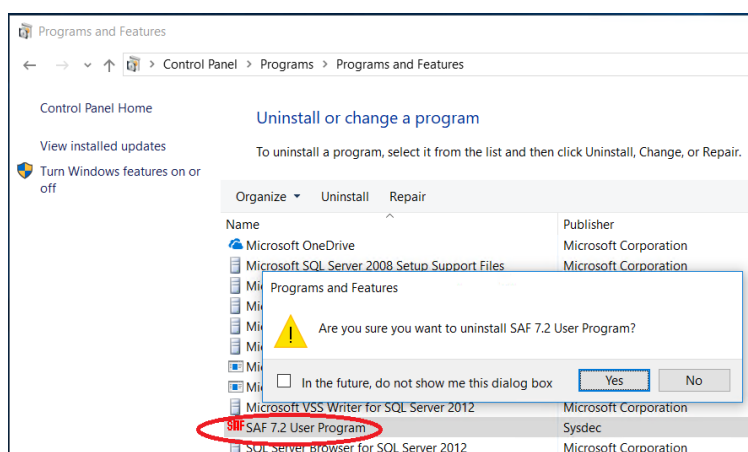 Programs and Features
Control Panel > Programs > Programs and Features
Control Panel Home
View installed updates
Turn Windows features on or
off
Uninstall or change a program
To uninstall a program, select it from the list and then click Uninstall, Change, or Repair.
Organize Uninstall Repair
Name Publisher
Microsoft OneDrive Microsoft Corporation
Microsoft SQL Server 2008 Setup Support Files Microsoft Corporation
Programs and Features
Are you sure you want to uninstall SAF 7.2 User Program?
In the future, do not show me this dialog box Yes No
Microsoft VSS Writer for SQL Server 2012 Microsoft Corporation
SAF SAF 7.2 User Program Sysdec
SQL Server Browser for SQL Server 2012 Microsoft Corporation